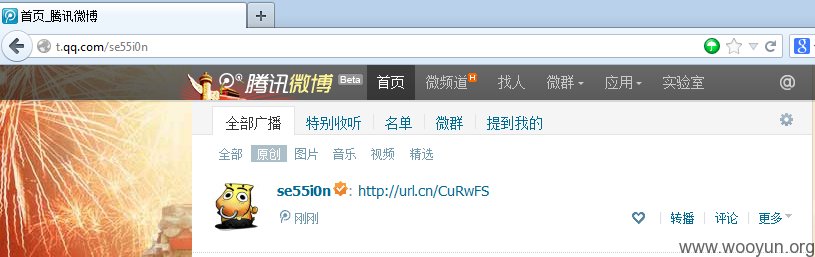 首页_腾讯微博
t.qq.com/se55i0n
腾讯微博 Beta 首页 微频道 H 找人 微群 应用 实验室 @
全部广播 特别收听 名单 微群 提到我的
全部 原创 图片 音乐 视频 精选
se55i0n: http://url.cn/CuRwFS
刚刚 转播 评论 更多
www.wooyun.org